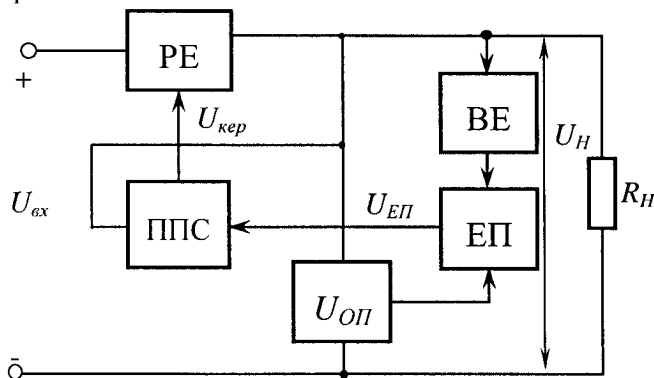 РЕ
+
U_кер
ВЕ
U_Н
U_вх
ППС
U_ЕП
ЕП
R_Н
U_ОП
-